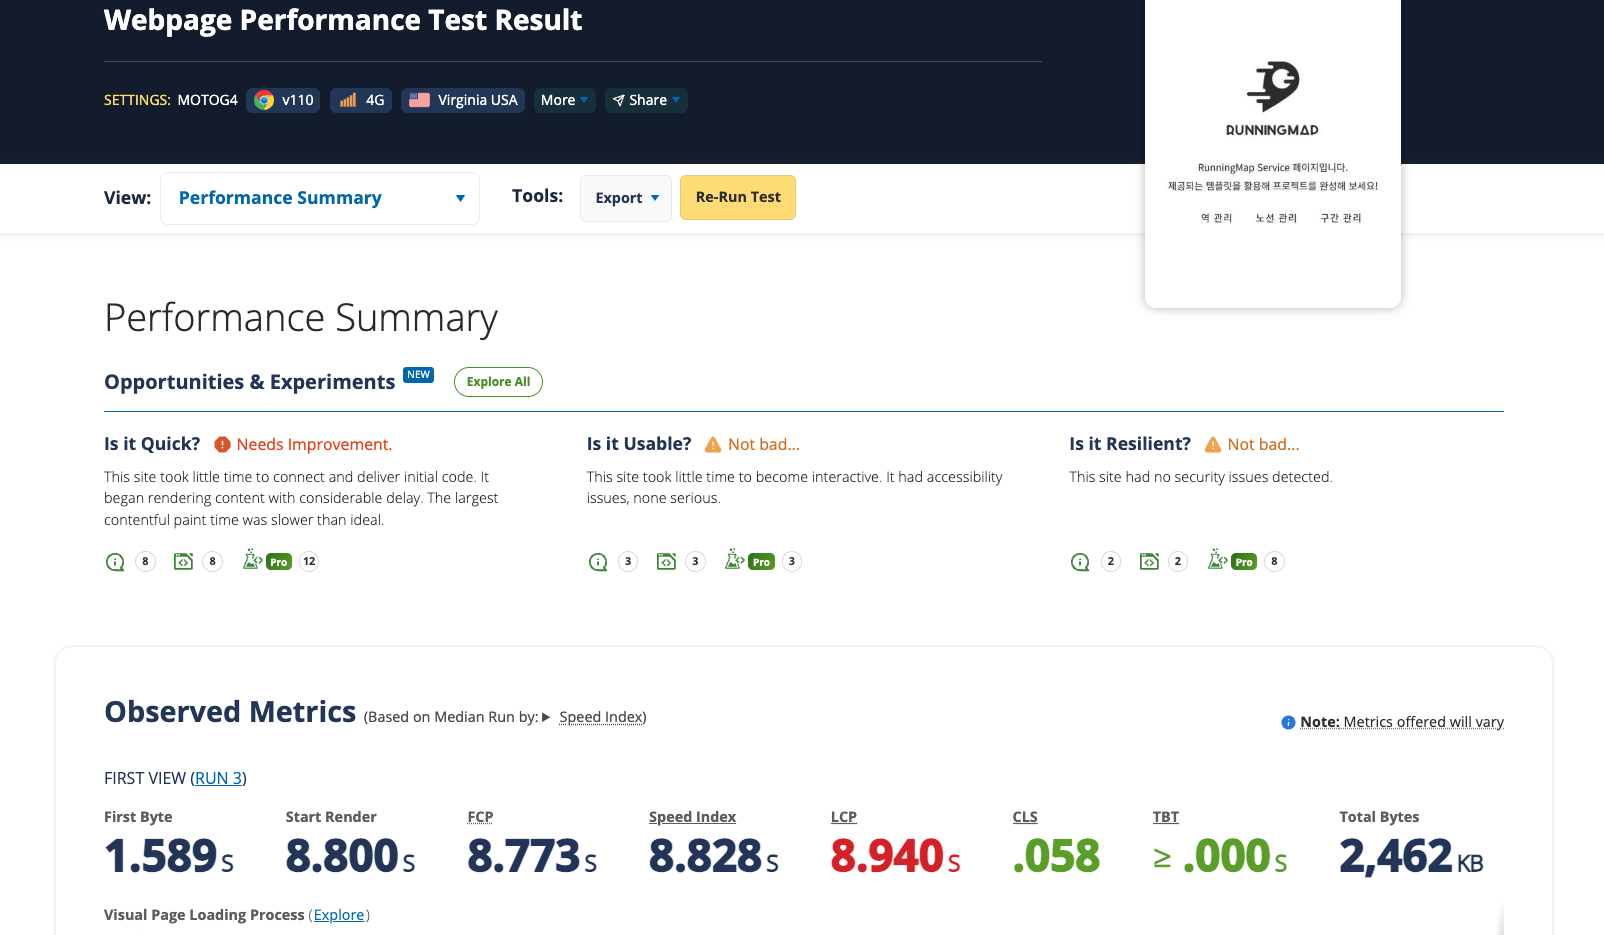 Webpage Performance Test Result
SETTINGS: MOTOG4 v110 4G Virginia USA More Share
RUNNINGMAP
RunningMap Service 페이지입니다.
제공되는 템플릿을 활용해 프로젝트를 완성해 보세요!
역 관리 노선 관리 구간 관리
View: Performance Summary Tools: Export Re-Run Test
Performance Summary
Opportunities & Experiments NEW Explore All
Is it Quick? Needs Improvement.
This site took little time to connect and deliver initial code. It
began rendering content with considerable delay. The largest
contentful paint time was slower than ideal.
8 8 Pro 12
Is it Usable? Not bad...
This site took little time to become interactive. It had accessibility
issues, none serious.
3 3 Pro 3
Is it Resilient? Not bad...
This site had no security issues detected.
2 2 Pro 8
Observed Metrics (Based on Median Run by: Speed Index)
Note: Metrics offered will vary
FIRST VIEW (RUN 3)
First Byte Start Render FCP Speed Index LCP CLS TBT Total Bytes
1.589 S 8.800 S 8.773 S 8.828 S 8.940 S .058 ≥ .000 S 2,462 KB
Visual Page Loading Process (Explore)